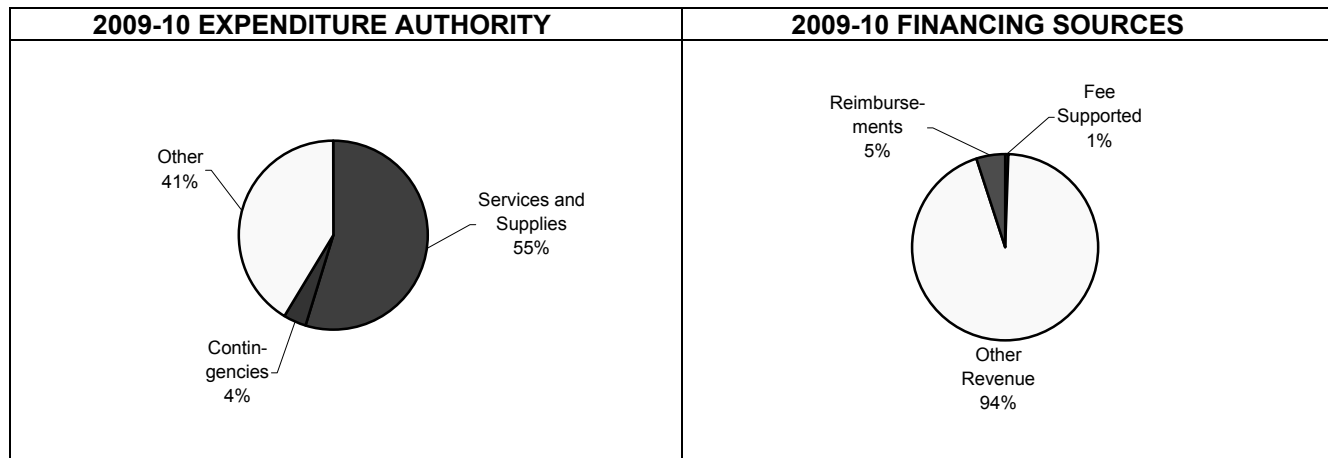 2009-10 EXPENDITURE AUTHORITY
Other
41%
Services and
Supplies
55%
Contin-
gencies
4%
2009-10 FINANCING SOURCES
Reimburse-
ments
5%
Fee
Supported
1%
Other
Revenue
94%